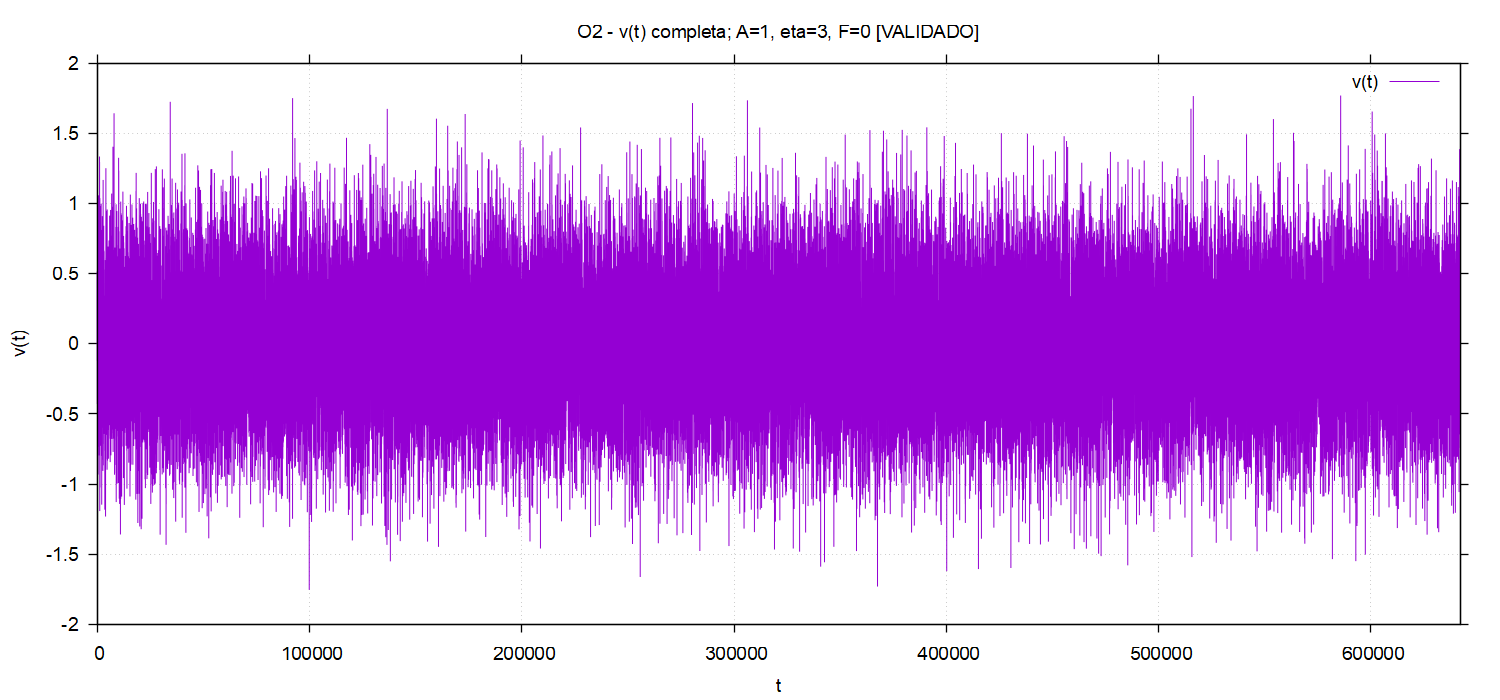 O2 - v(t) completa; A=1, eta=3, F=0 [VALIDADO]
v(t)
2
1.5
1
0.5
0
-0.5
-1
-1.5
-2
v(t)
0 100000 200000 300000 400000 500000 600000
t